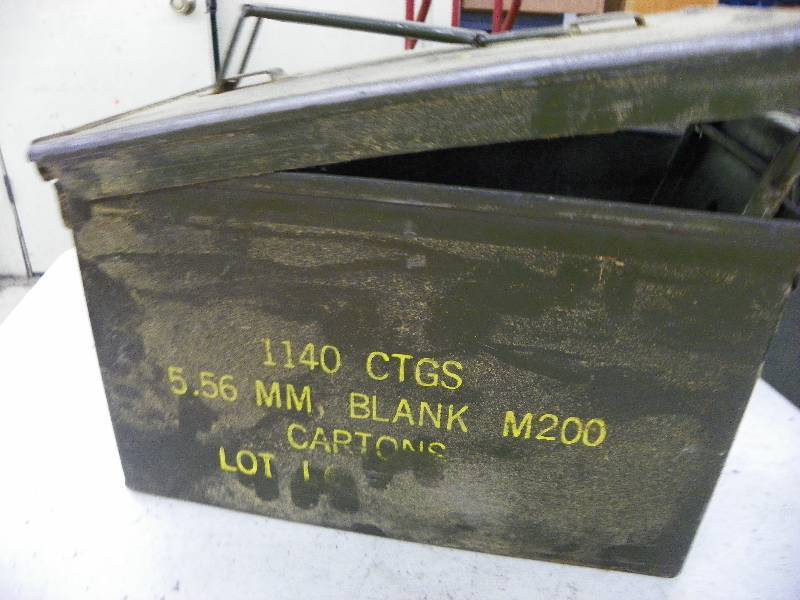 1140 CTGS
5.56 MM, BLANK M200
CARTONS
LOT